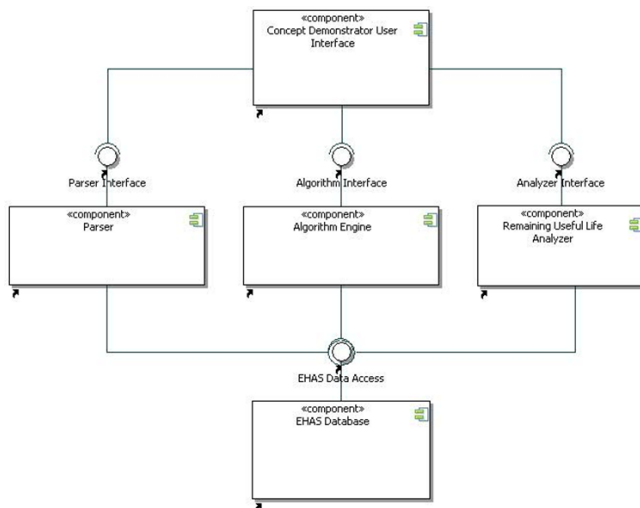 «component»
Concept Demonstrator User
Interface
Parser Interface
Algorithm Interface
Analyzer Interface
«component»
Parser
«component»
Algorithm Engine
«component»
Remaining Useful Life
Analyzer
EHAS Data Access
«component»
EHAS Database